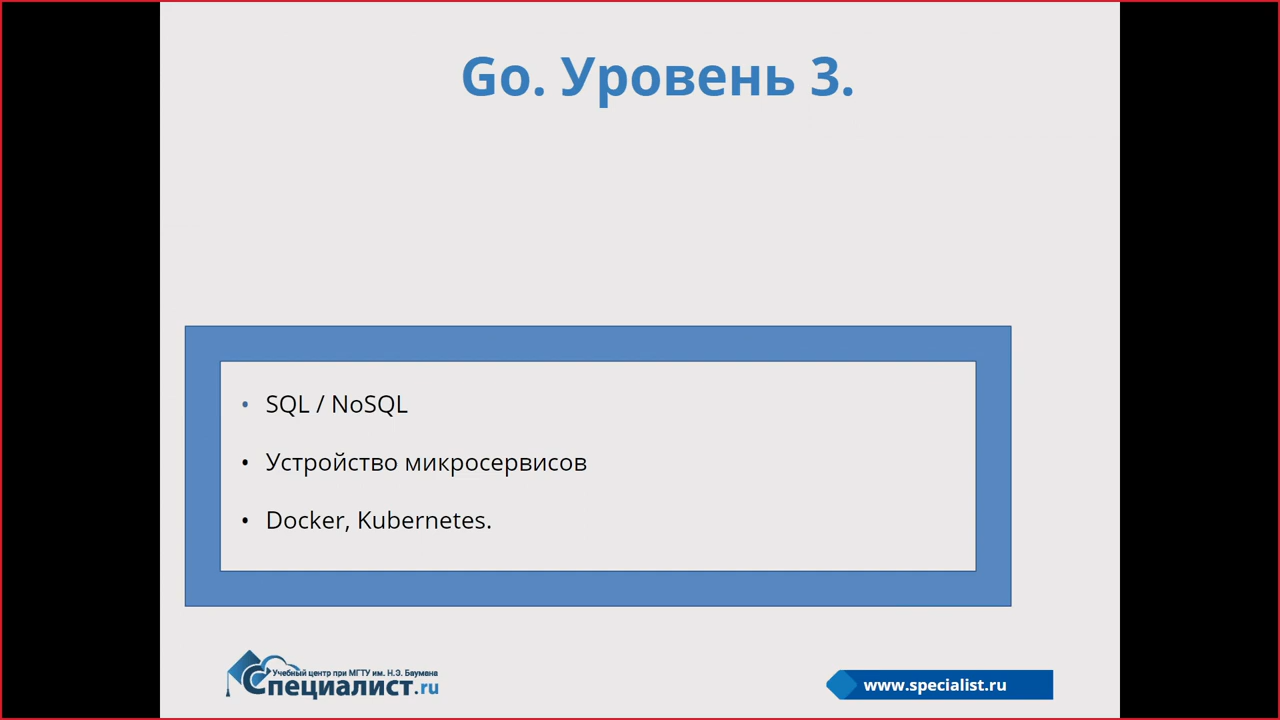 Go. Уровень 3.
• SQL / NoSQL
• Устройство микросервисов
• Docker, Kubernetes.
Учебный центр при МГТУ им. Н.Э. Баумана
Специалист.ru
www.specialist.ru